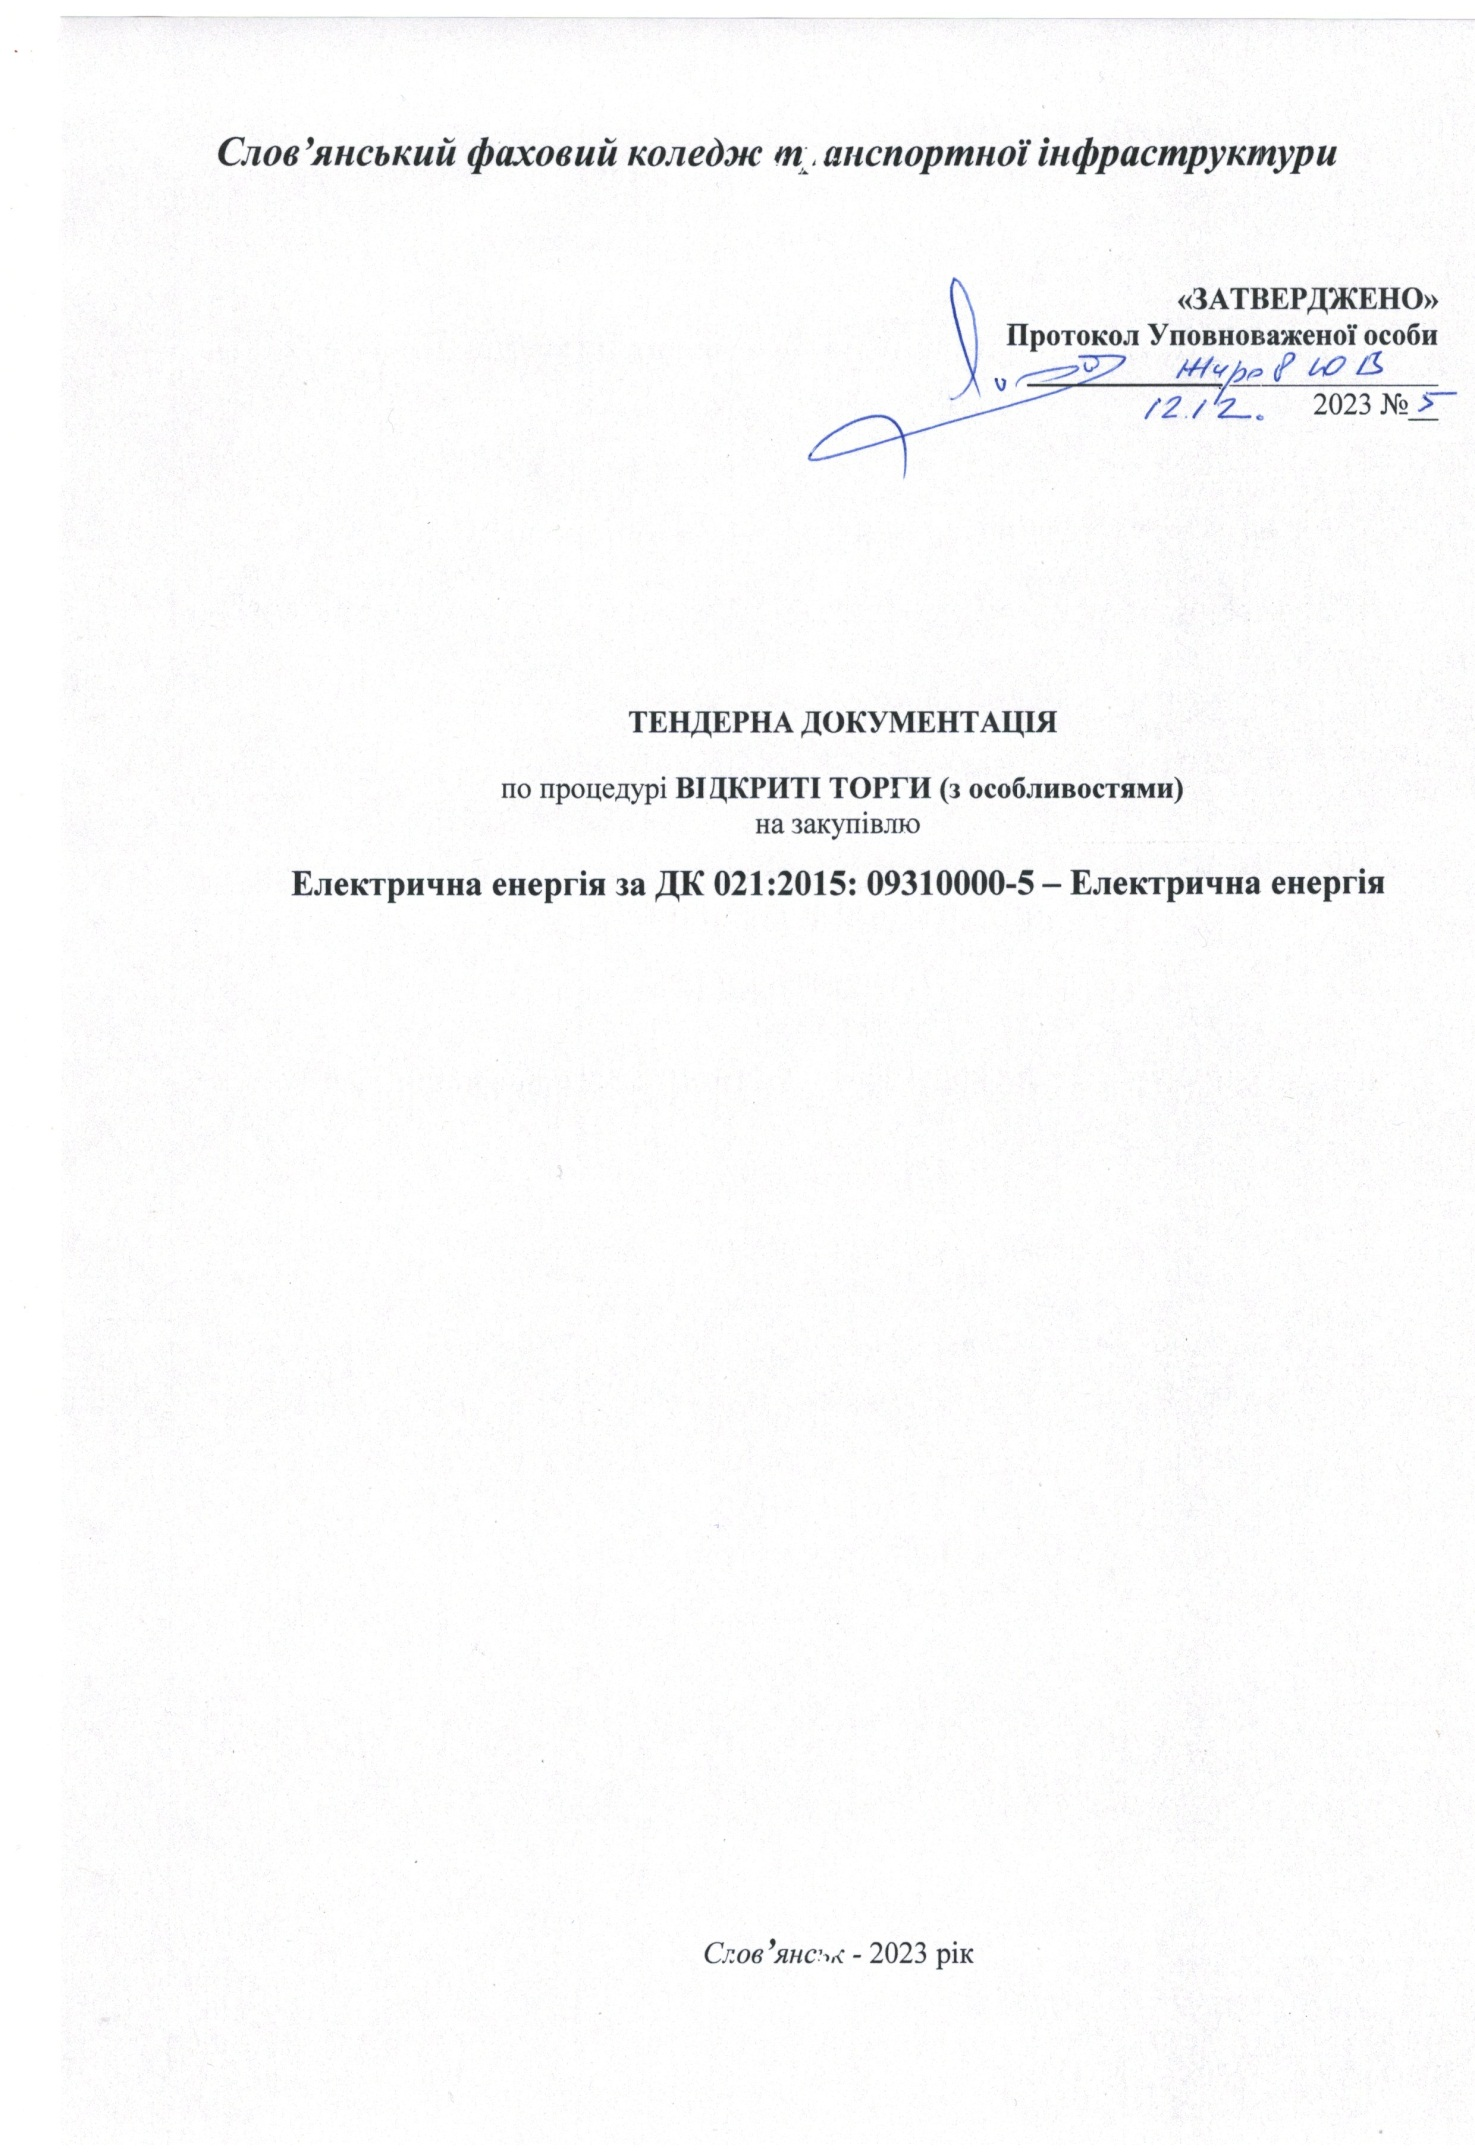 Слов’янський фаховий коледж транспортної інфраструктури
«ЗАТВЕРДЖЕНО»
Протокол Уповноваженої особи
Жиров Ю В
12.12. 2023 № 5
ТЕНДЕРНА ДОКУМЕНТАЦІЯ
по процедурі ВІДКРИТІ ТОРГИ (з особливостями)
на закупівлю
Електрична енергія за ДК 021:2015: 09310000-5 – Електрична енергія
Слов’янськ - 2023 рік